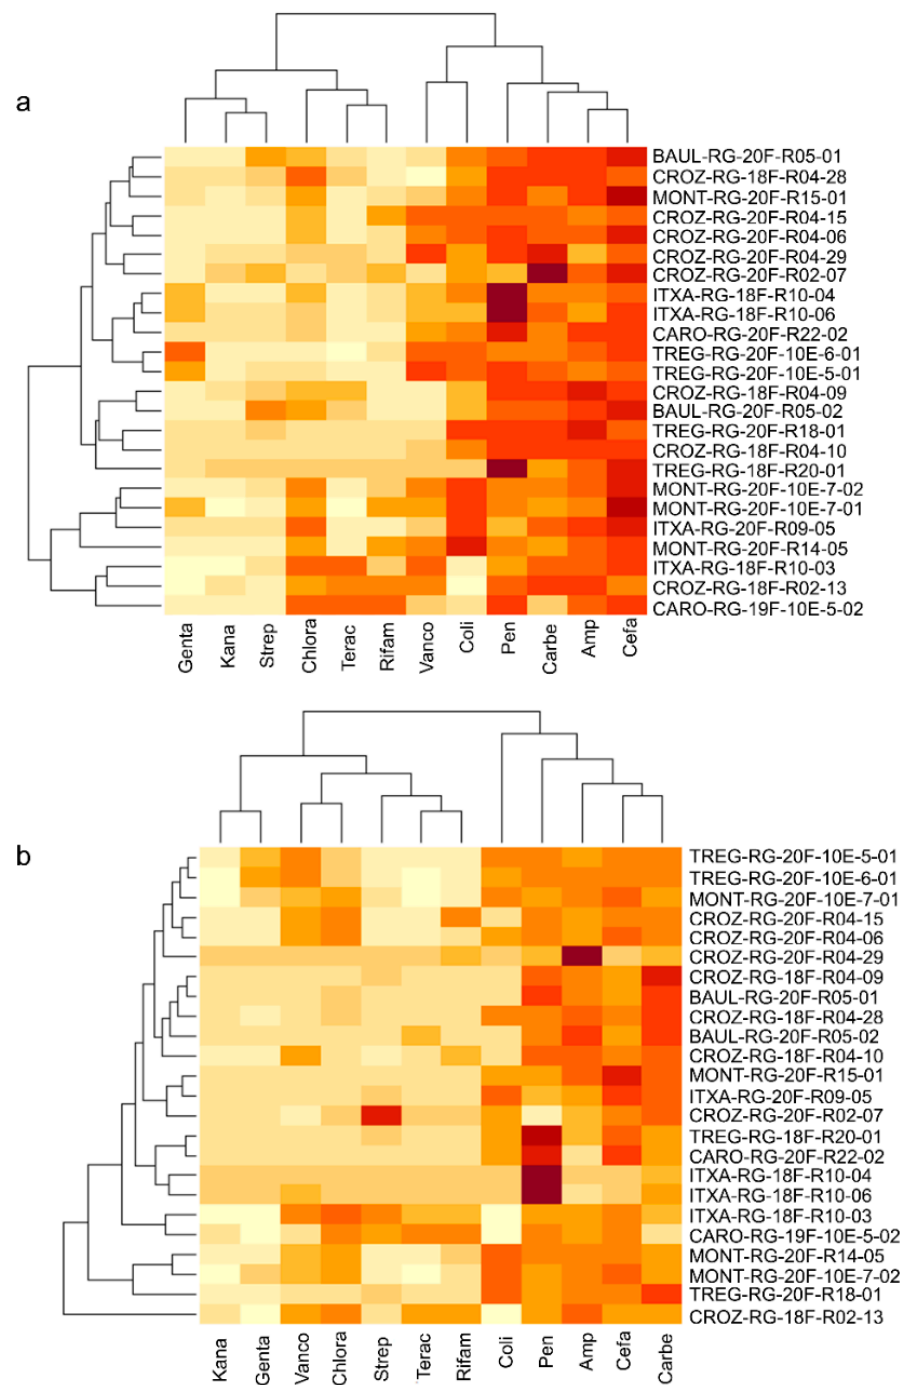 a
BAUL-RG-20F-R05-01
CROZ-RG-18F-R04-28
MONT-RG-20F-R15-01
CROZ-RG-20F-R04-15
CROZ-RG-20F-R04-06
CROZ-RG-20F-R04-29
CROZ-RG-20F-R02-07
ITXA-RG-18F-R10-04
ITXA-RG-18F-R10-06
CARO-RG-20F-R22-02
TREG-RG-20F-10E-6-01
TREG-RG-20F-10E-5-01
CROZ-RG-18F-R04-09
BAUL-RG-20F-R05-02
TREG-RG-20F-R18-01
CROZ-RG-18F-R04-10
TREG-RG-18F-R20-01
MONT-RG-20F-10E-7-02
MONT-RG-20F-10E-7-01
ITXA-RG-20F-R09-05
MONT-RG-20F-R14-05
ITXA-RG-18F-R10-03
CROZ-RG-18F-R02-13
CARO-RG-19F-10E-5-02
Genta Kana Strep Chlora Terac Rifam Vanco Coli Pen Carbe Amp Cefa
b
TREG-RG-20F-10E-5-01
TREG-RG-20F-10E-6-01
MONT-RG-20F-10E-7-01
CROZ-RG-20F-R04-15
CROZ-RG-20F-R04-06
CROZ-RG-20F-R04-29
CROZ-RG-18F-R04-09
BAUL-RG-20F-R05-01
CROZ-RG-18F-R04-28
BAUL-RG-20F-R05-02
CROZ-RG-18F-R04-10
MONT-RG-20F-R15-01
ITXA-RG-20F-R09-05
CROZ-RG-20F-R02-07
TREG-RG-18F-R20-01
CARO-RG-20F-R22-02
ITXA-RG-18F-R10-04
ITXA-RG-18F-R10-06
ITXA-RG-18F-R10-03
CARO-RG-19F-10E-5-02
MONT-RG-20F-R14-05
MONT-RG-20F-10E-7-02
TREG-RG-20F-R18-01
CROZ-RG-18F-R02-13
Kana Genta Vanco Chlora Strep Terac Rifam Coli Pen Amp Cefa Carbe